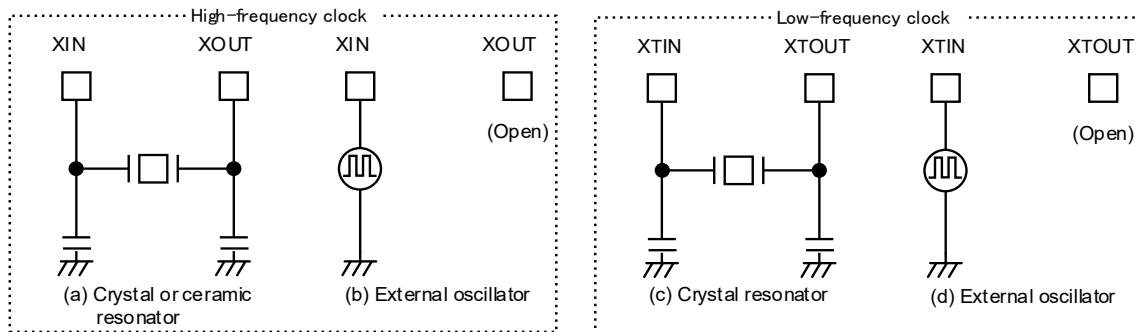 High-frequency clock
XIN XOUT XIN XOUT
(Open)
(a) Crystal or ceramic
resonator
(b) External oscillator
Low-frequency clock
XTIN XTOUT XTIN XTOUT
(Open)
(c) Crystal resonator
(d) External oscillator